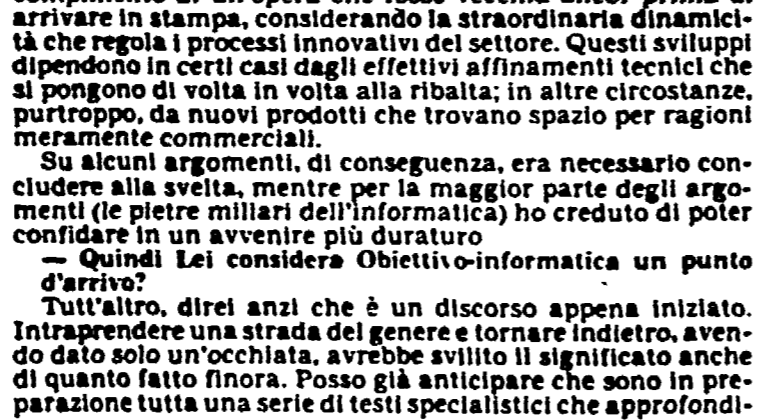 arrivare in stampa, considerando la straordinaria dinamici-
tà che regola i processi innovativi del settore. Questi sviluppi
dipendono in certi casi dagli effettivi affinamenti tecnici che
si pongono di volta in volta alla ribalta; in altre circostanze,
purtroppo, da nuovi prodotti che trovano spazio per ragioni
meramente commerciali.
Su alcuni argomenti, di conseguenza, era necessario con-
cludere alla svelta, mentre per la maggior parte degli argo-
menti (le pietre miliari dell'informatica) ho creduto di poter
confidare in un avvenire più duraturo
— Quindi Lei considera Obiettivo-informatica un punto
d'arrivo?
Tutt'altro, direi anzi che è un discorso appena iniziato.
Intraprendere una strada del genere e tornare indietro, aven-
do dato solo un'occhiata, avrebbe svilito il significato anche
di quanto fatto finora. Posso già anticipare che sono in pre-
parazione tutta una serie di testi specialistici che approfondi-